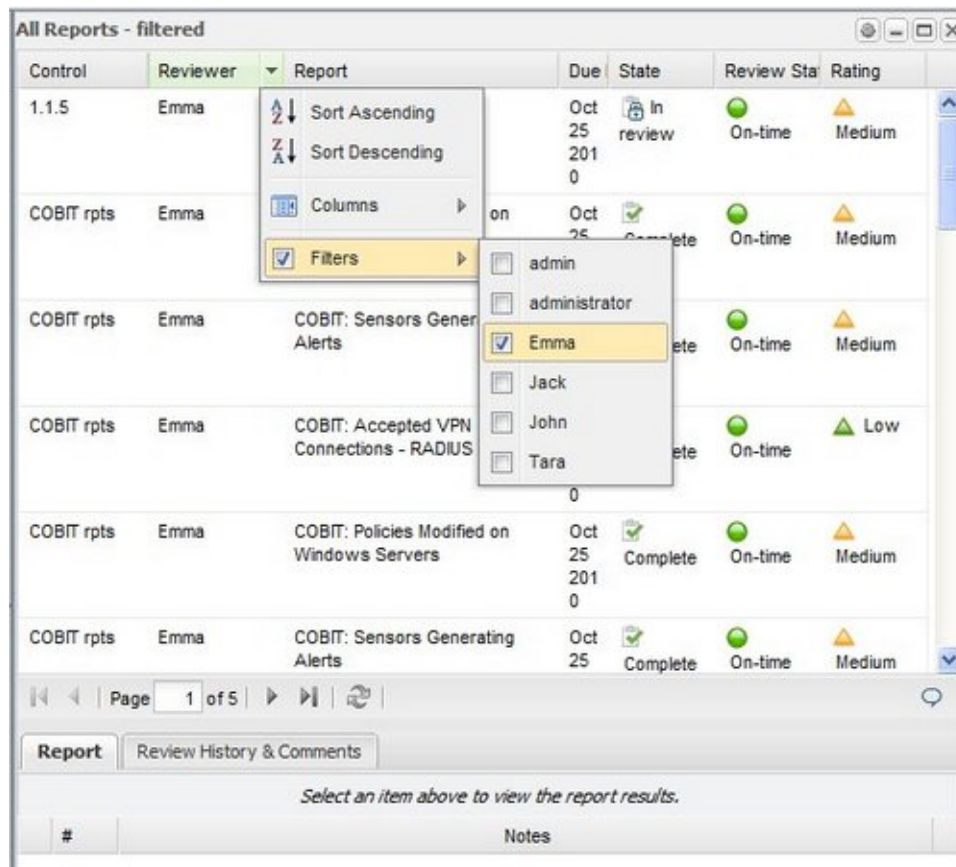 All Reports - filtered
Control Reviewer Report Due State Review Sta Rating
1.1.5 Emma Oct 25 201 0 In review On-time Medium
Sort Ascending
Sort Descending
Columns
Filters
COBIT rpts Emma on Oct 25 On-time Medium
admin
administrator
Emma
Jack
John
Tara
COBIT rpts Emma COBIT: Sensors Gener On-time Medium
Alerts ete
COBIT rpts Emma COBIT: Accepted VPN On-time Low
Connections - RADIUS ete
0
COBIT rpts Emma COBIT: Policies Modified on Oct
Windows Servers 25 Complete On-time Medium
201
0
COBIT rpts Emma COBIT: Sensors Generating Oct
Alerts 25 Complete On-time Medium
Page 1 of 5
Report Review History & Comments
Select an item above to view the report results.
# Notes